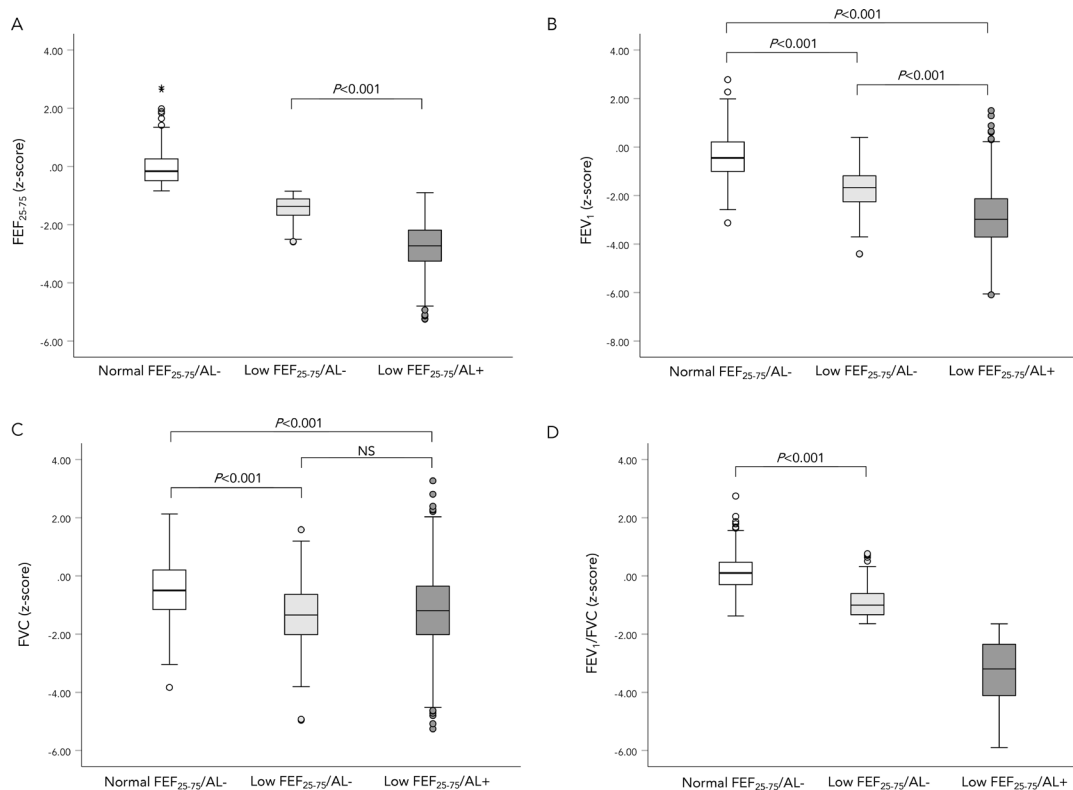 A
FEF25-75 (z-score)
4.00
2.00
.00
-2.00
-4.00
-6.00
P<0.001
Normal FEF25-75/AL- Low FEF25-75/AL- Low FEF25-75/AL+
B
FEV1 (z-score)
4.00
2.00
.00
-2.00
-4.00
-6.00
-8.00
P<0.001
P<0.001
P<0.001
Normal FEF25-75/AL- Low FEF25-75/AL- Low FEF25-75/AL+
C
FVC (z-score)
4.00
2.00
.00
-2.00
-4.00
-6.00
P<0.001
NS
P<0.001
Normal FEF25-75/AL- Low FEF25-75/AL- Low FEF25-75/AL+
D
FEV1/FVC (z-score)
4.00
2.00
.00
-2.00
-4.00
-6.00
P<0.001
Normal FEF25-75/AL- Low FEF25-75/AL- Low FEF25-75/AL+